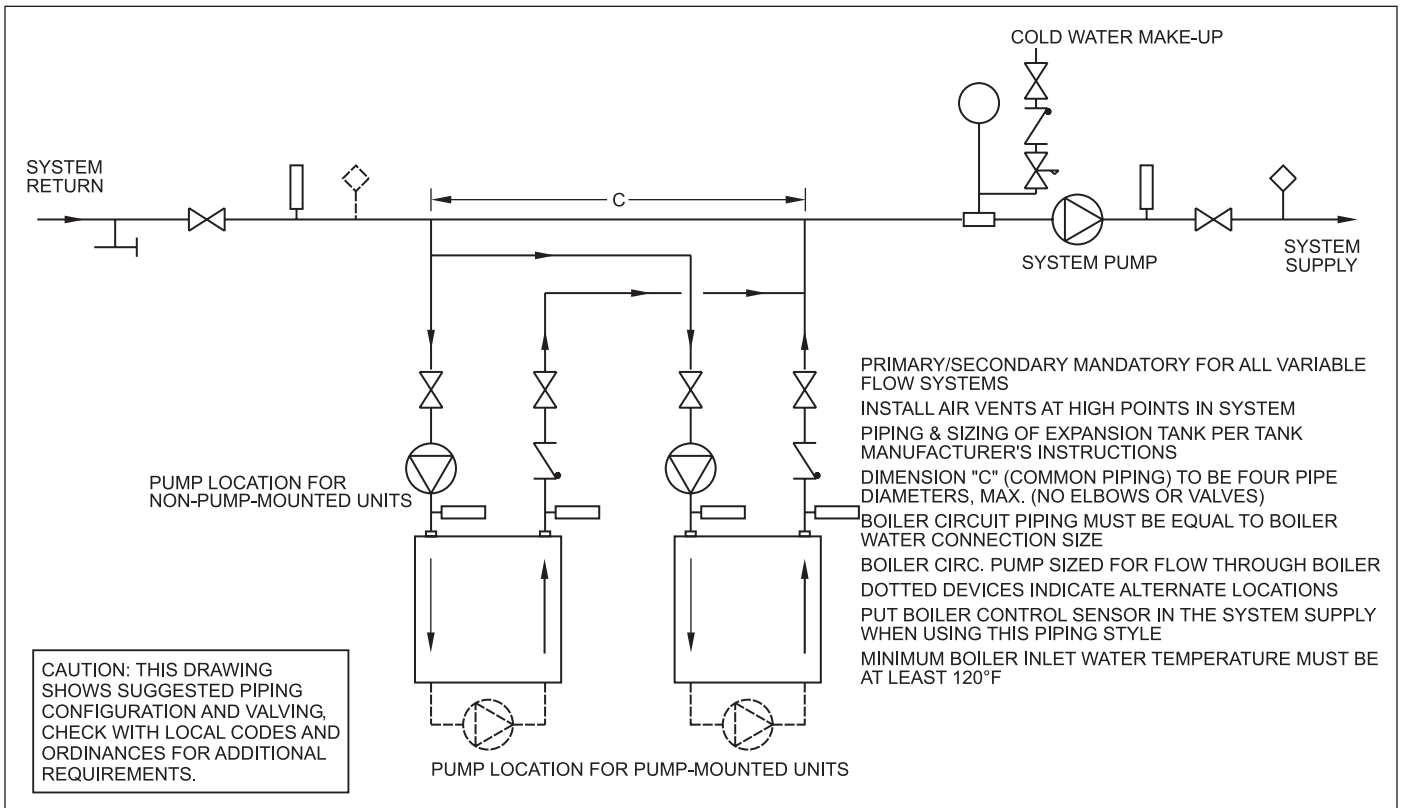 COLD WATER MAKE-UP
SYSTEM
RETURN
C
SYSTEM PUMP
SYSTEM
SUPPLY
PUMP LOCATION FOR
NON-PUMP-MOUNTED UNITS
PRIMARY/SECONDARY MANDATORY FOR ALL VARIABLE
FLOW SYSTEMS
INSTALL AIR VENTS AT HIGH POINTS IN SYSTEM
PIPING & SIZING OF EXPANSION TANK PER TANK
MANUFACTURER'S INSTRUCTIONS
DIMENSION "C" (COMMON PIPING) TO BE FOUR PIPE
DIAMETERS, MAX. (NO ELBOWS OR VALVES)
BOILER CIRCUIT PIPING MUST BE EQUAL TO BOILER
WATER CONNECTION SIZE
BOILER CIRC. PUMP SIZED FOR FLOW THROUGH BOILER
DOTTED DEVICES INDICATE ALTERNATE LOCATIONS
PUT BOILER CONTROL SENSOR IN THE SYSTEM SUPPLY
WHEN USING THIS PIPING STYLE
MINIMUM BOILER INLET WATER TEMPERATURE MUST BE
AT LEAST 120°F
CAUTION: THIS DRAWING
SHOWS SUGGESTED PIPING
CONFIGURATION AND VALVING,
CHECK WITH LOCAL CODES AND
ORDINANCES FOR ADDITIONAL
REQUIREMENTS.
PUMP LOCATION FOR PUMP-MOUNTED UNITS